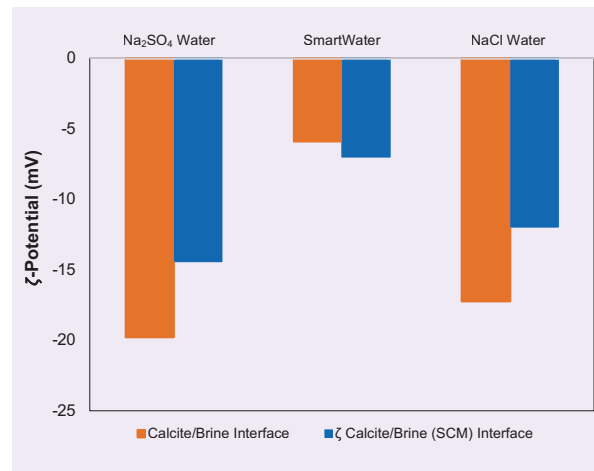 Na₂SO₄ Water SmartWater NaCl Water
0
-5
-10
-15
-20
-25
ζ-Potential (mV)
Calcite/Brine Interface ζ Calcite/Brine (SCM) Interface